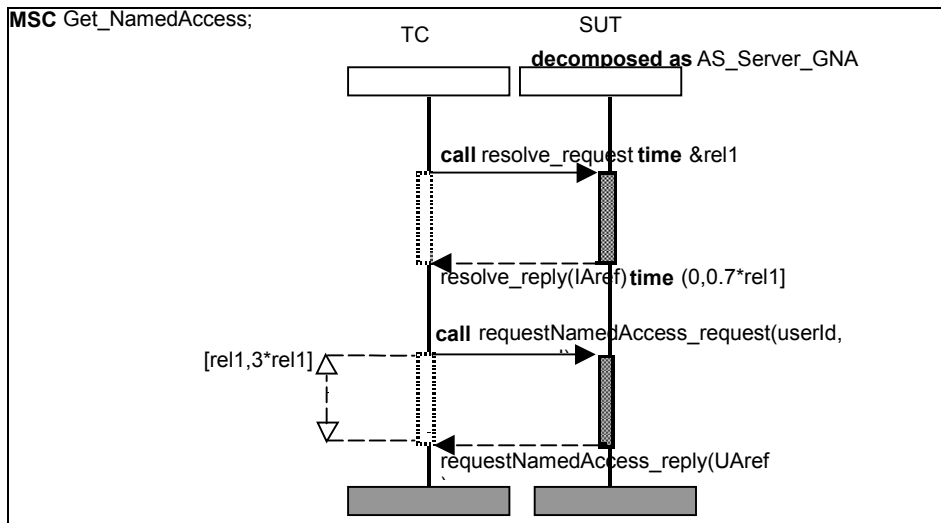 MSC Get_NamedAccess;
TC
SUT
decomposed as AS_Server_GNA
call resolve_request time &rel1
resolve_reply(IAref) time (0,0.7*rel1]
call requestNamedAccess_request(userId,
[rel1,3*rel1]
requestNamedAccess_reply(UAref